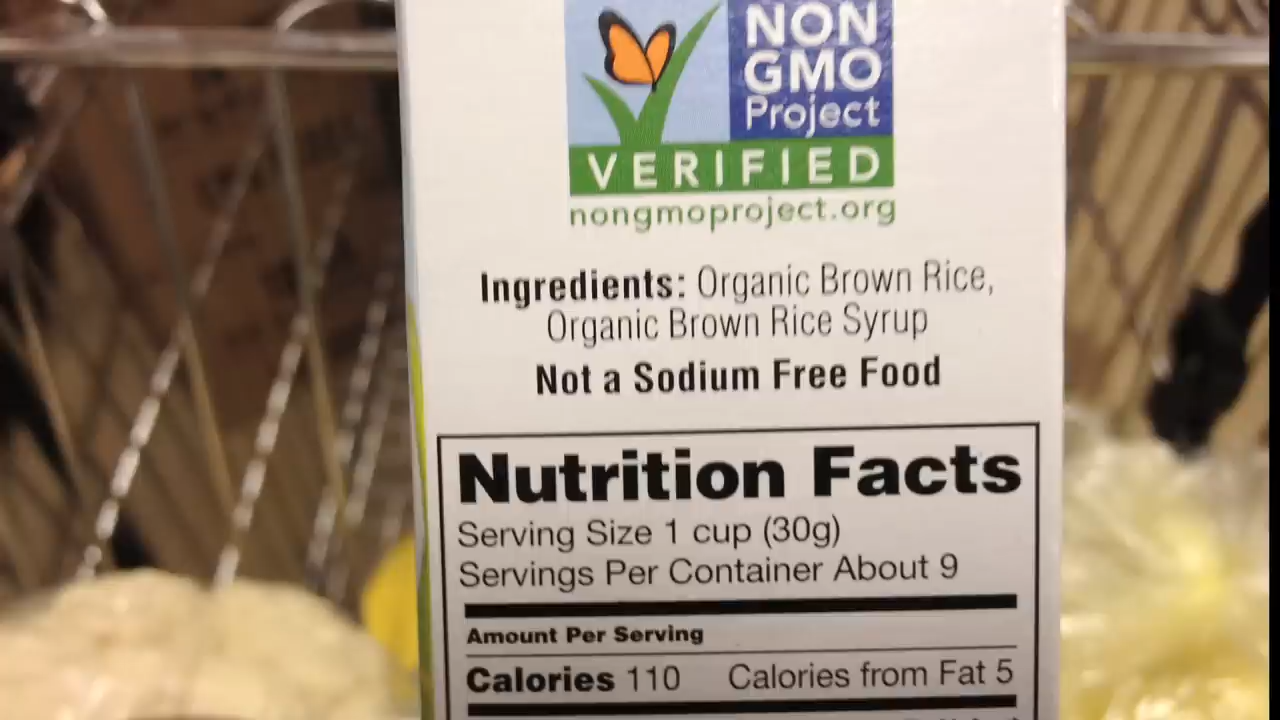 NON
GMO
Project
VERIFIED
nongmoproject.org
Ingredients: Organic Brown Rice,
Organic Brown Rice Syrup
Not a Sodium Free Food
Nutrition Facts
Serving Size 1 cup (30g)
Servings Per Container About 9
Amount Per Serving
Calories 110 Calories from Fat 5